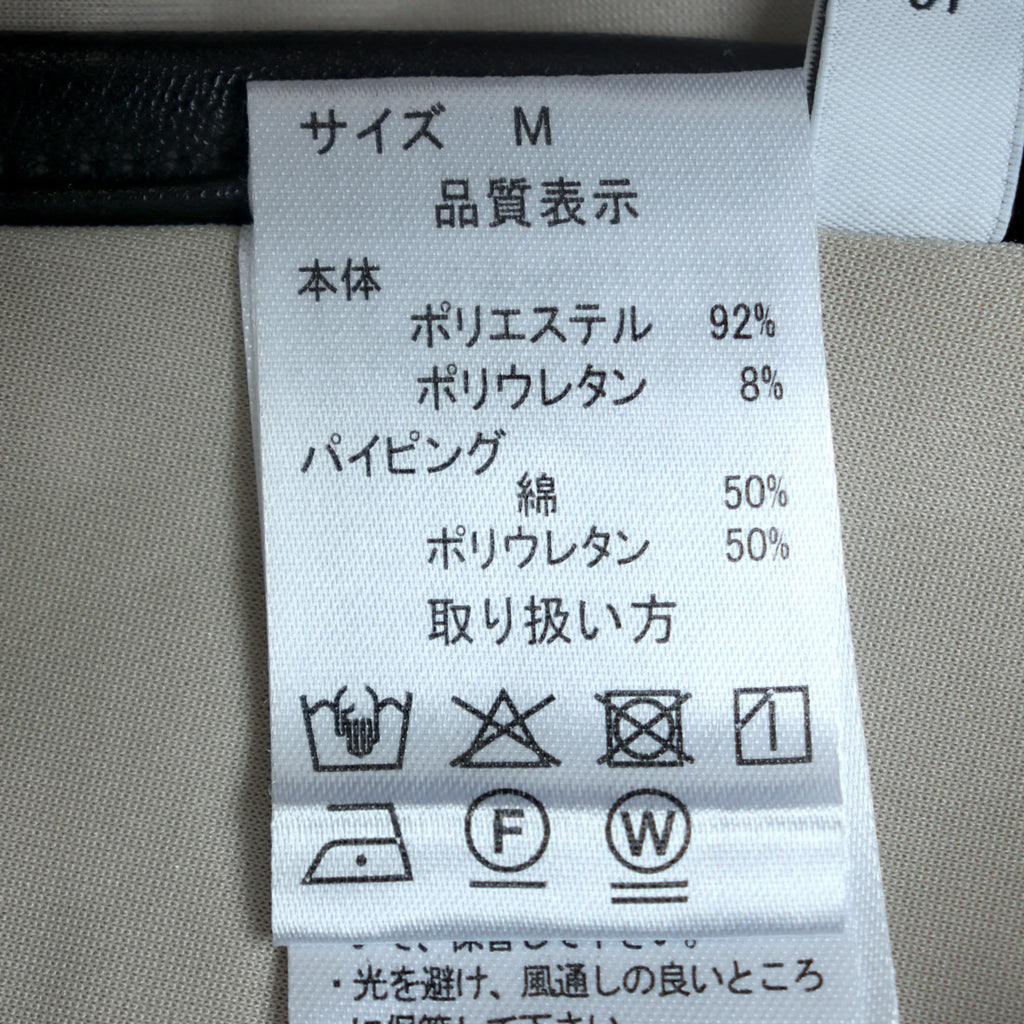 サイズ M
品質表示
本体
ポリエステル 92%
ポリウレタン 8%
パイピング
綿 50%
ポリウレタン 50%
取り扱い方
F W
・光を避け、風通しの良いところ